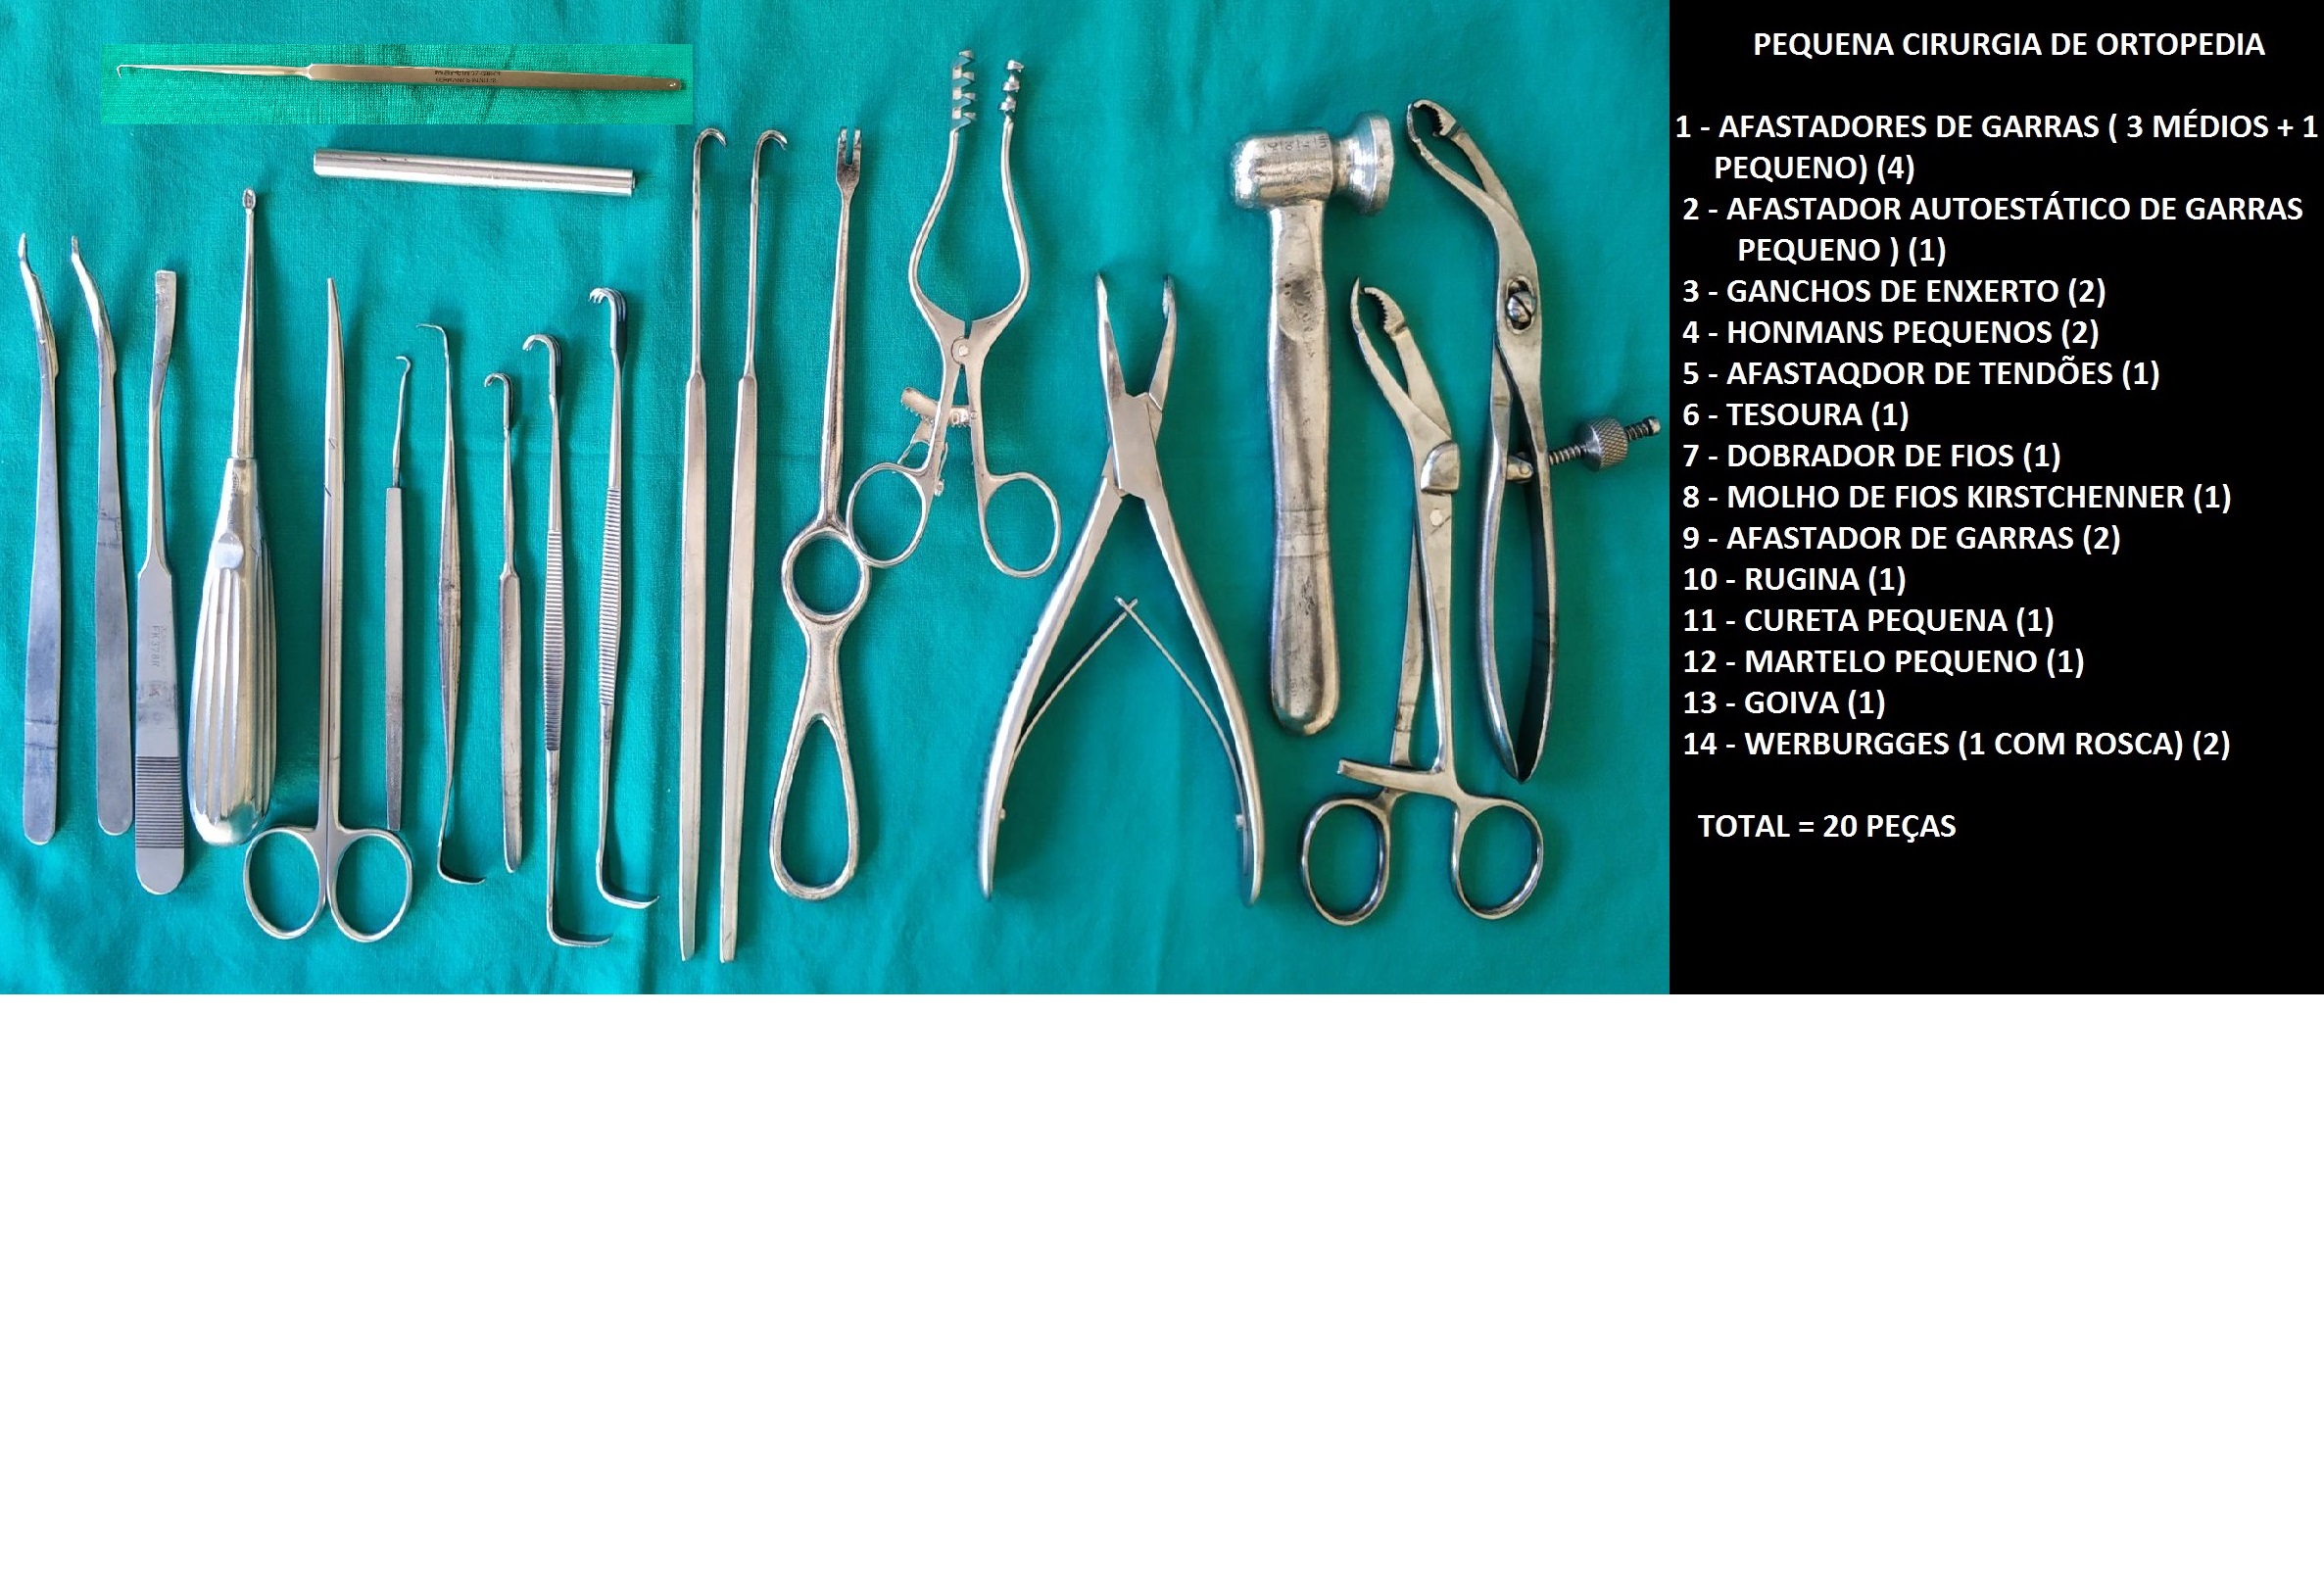 PEQUENA CIRURGIA DE ORTOPEDIA
1 - AFASTADORES DE GARRAS ( 3 MÉDIOS + 1
PEQUENO) (4)
2 - AFASTADOR AUTOESTÁTICO DE GARRAS
PEQUENO ) (1)
3 - GANCHOS DE ENXERTO (2)
4 - HONMANS PEQUENOS (2)
5 - AFASTAQDOR DE TENDÕES (1)
6 - TESOURA (1)
7 - DOBRADOR DE FIOS (1)
8 - MOLHO DE FIOS KIRSTCHENNER (1)
9 - AFASTADOR DE GARRAS (2)
10 - RUGINA (1)
11 - CURETA PEQUENA (1)
12 - MARTELO PEQUENO (1)
13 - GOIVA (1)
14 - WERBURGGES (1 COM ROSCA) (2)
TOTAL = 20 PEÇAS